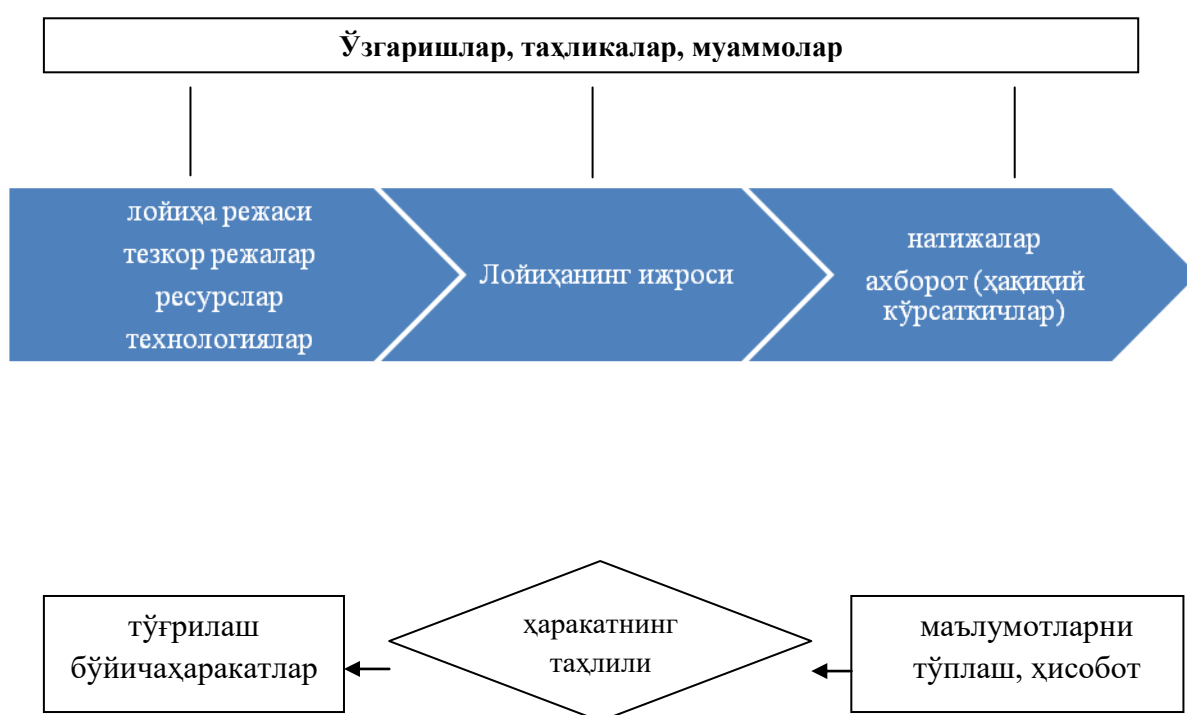 Ўзгаришлар, таҳликалар, муаммолар
лойиҳа режаси
тезкор режалар
ресурслар
технологиялар
Лойиҳанинг ижроси
натижалар
ахборот (ҳақиқий
кўрсаткичлар)
тўғрилаш
бўйичаҳаракатлар
ҳаракатнинг
таҳлили
маълумотларни
тўплаш, ҳисобот